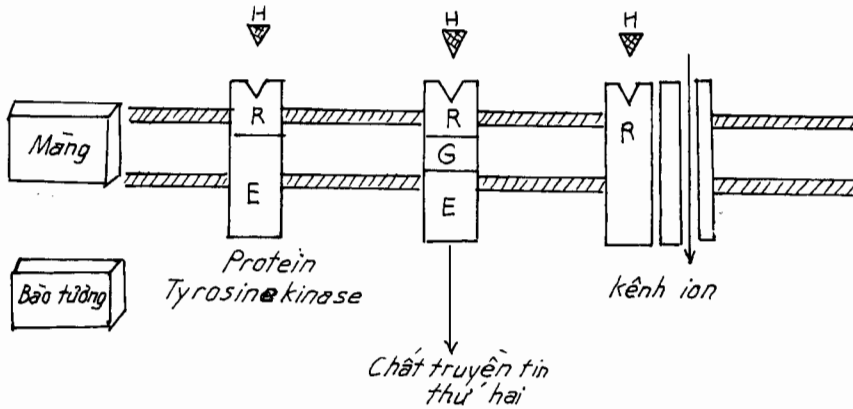 H
H
H
Màng
R
E
R
G
E
R
Bào tương
Protein
Tyrosine kinase
kênh ion
Chất truyền tin
thứ hai